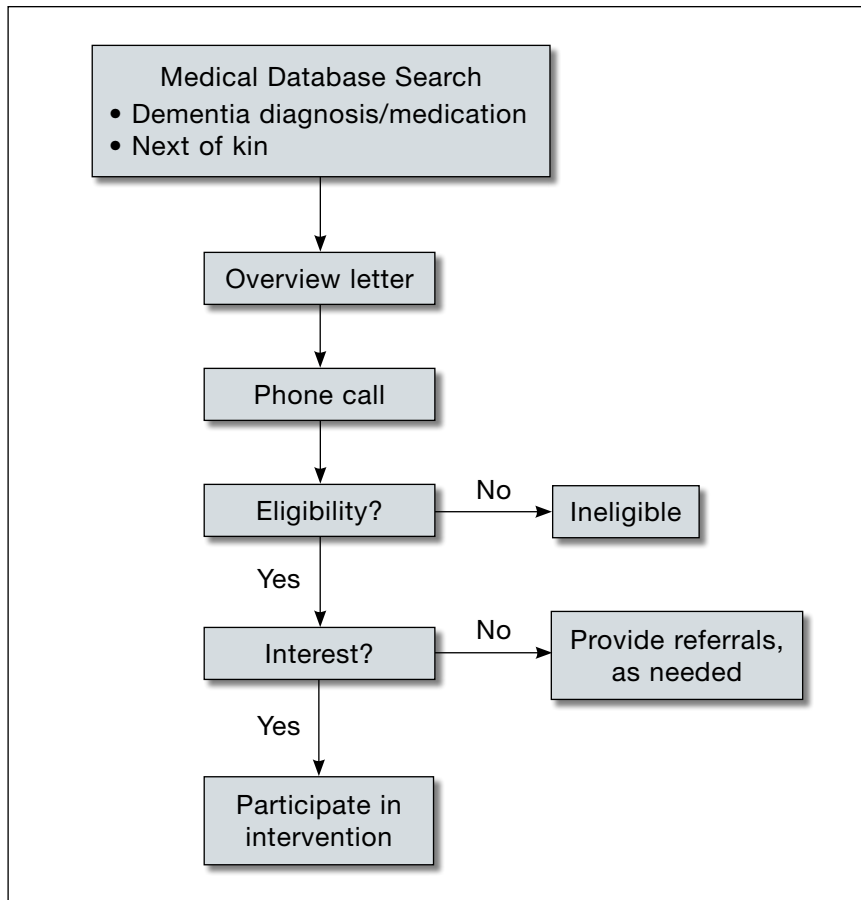 Medical Database Search
• Dementia diagnosis/medication
• Next of kin
Overview letter
Phone call
Eligibility?
No
Ineligible
Yes
Interest?
No
Provide referrals,
as needed
Yes
Participate in
intervention